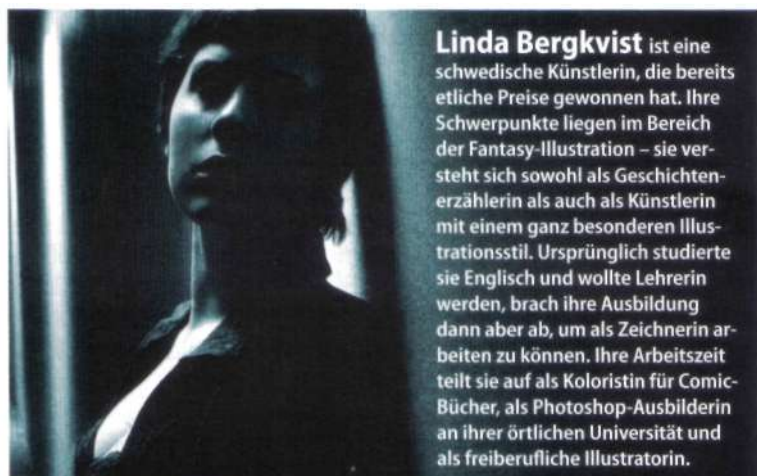 Linda Bergkvist ist eine
schwedische Künstlerin, die bereits
etliche Preise gewonnen hat. Ihre
Schwerpunkte liegen im Bereich
der Fantasy-Illustration – sie ver-
steht sich sowohl als Geschichten-
erzählerin als auch als Künstlerin
mit einem ganz besonderen Illus-
trationsstil. Ursprünglich studierte
sie Englisch und wollte Lehrerin
werden, brach ihre Ausbildung
dann aber ab, um als Zeichnerin ar-
beiten zu können. Ihre Arbeitszeit
teilt sie auf als Koloristin für Comic-
Bücher, als Photoshop-Ausbilderin
an ihrer örtlichen Universität und
als freiberufliche Illustratorin.